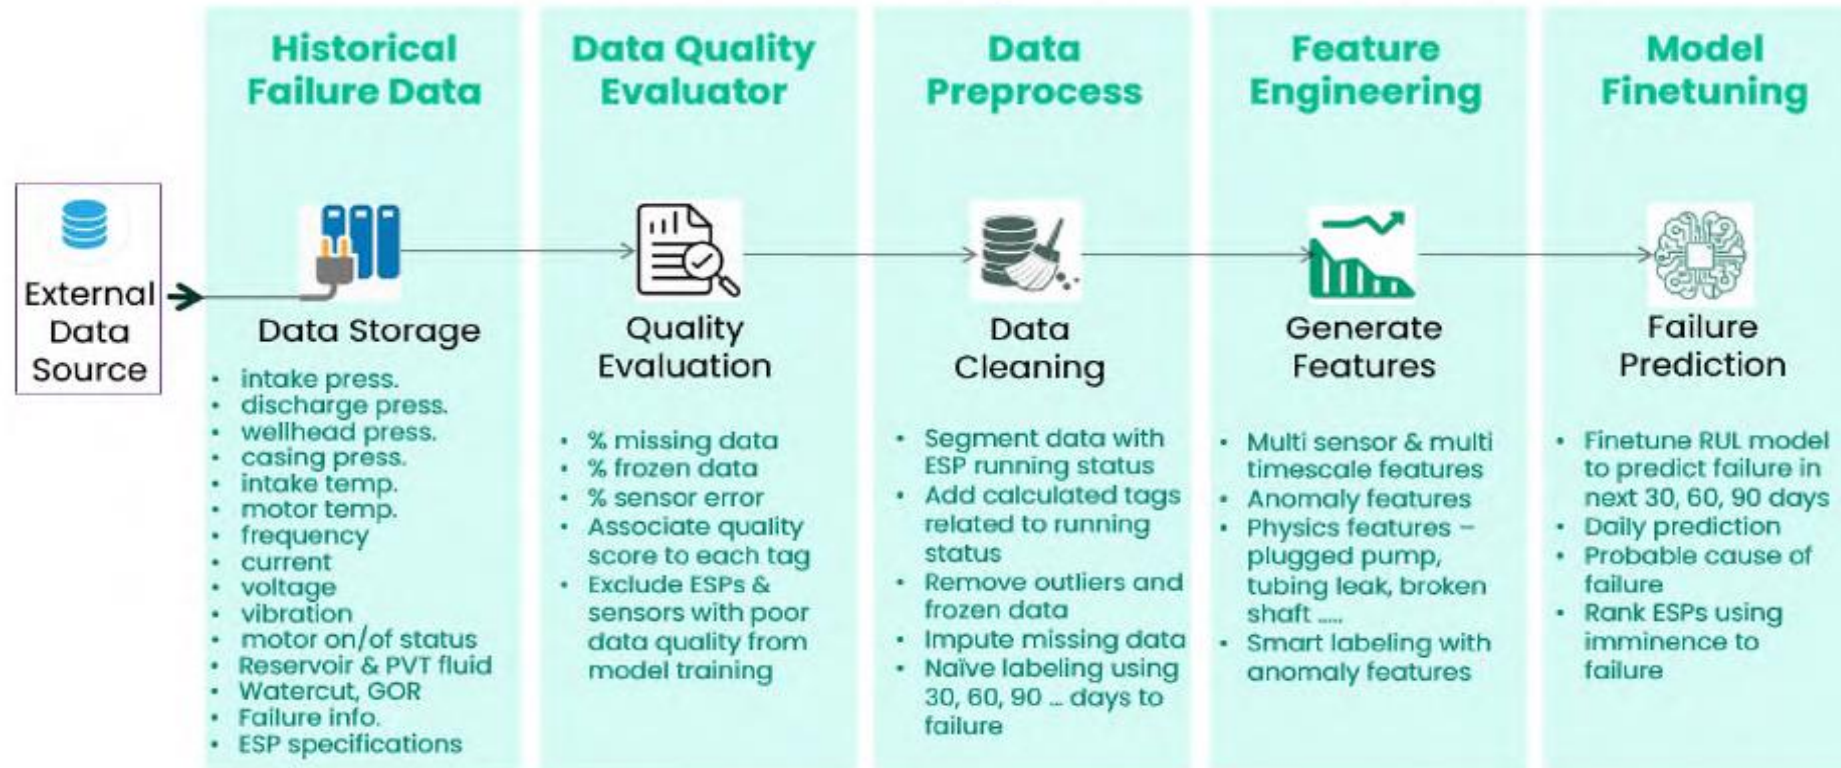 External
Data
Source
Historical
Failure Data
Data Storage
• intake press.
• discharge press.
• wellhead press.
• casing press.
• intake temp.
• motor temp.
• frequency
• current
• voltage
• vibration
• motor on/of status
• Reservoir & PVT fluid
• Watercut, GOR
• Failure info.
• ESP specifications
Data Quality
Evaluator
Quality
Evaluation
• % missing data
• % frozen data
• % sensor error
• Associate quality
score to each tag
• Exclude ESPs &
sensors with poor
data quality from
model training
Data
Preprocess
Data
Cleaning
• Segment data with
ESP running status
• Add calculated tags
related to running
status
• Remove outliers and
frozen data
• Impute missing data
• Naïve labeling using
30, 60, 90 ... days to
failure
Feature
Engineering
Generate
Features
• Multi sensor & multi
timescale features
• Anomaly features
• Physics features –
plugged pump,
tubing leak, broken
shaft .....
• Smart labeling with
anomaly features
Model
Finetuning
Failure
Prediction
• Finetune RUL model
to predict failure in
next 30, 60, 90 days
• Daily prediction
• Probable cause of
failure
• Rank ESPs using
imminence to
failure